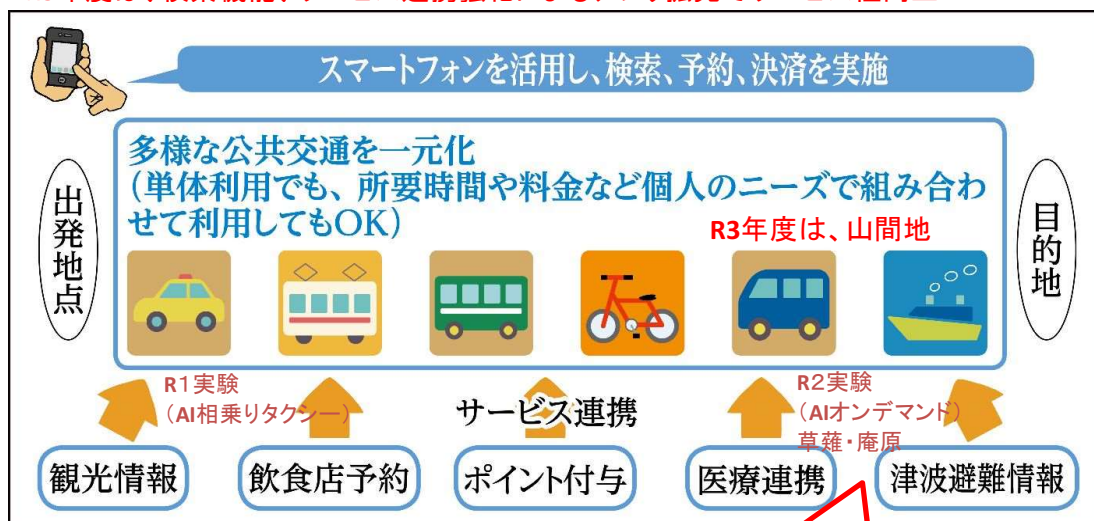 スマートフォンを活用し、検索、予約、決済を実施
多様な公共交通を一元化
(単体利用でも、所要時間や料金など個人のニーズで組み合わ
せて利用してもOK)
R3年度は、山間地
出発地点
目的地
R1実験
(AI相乗りタクシー)
サービス連携
R2実験
(AIオンデマンド)
草薙・庵原
観光情報
飲食店予約
ポイント付与
医療連携
津波避難情報